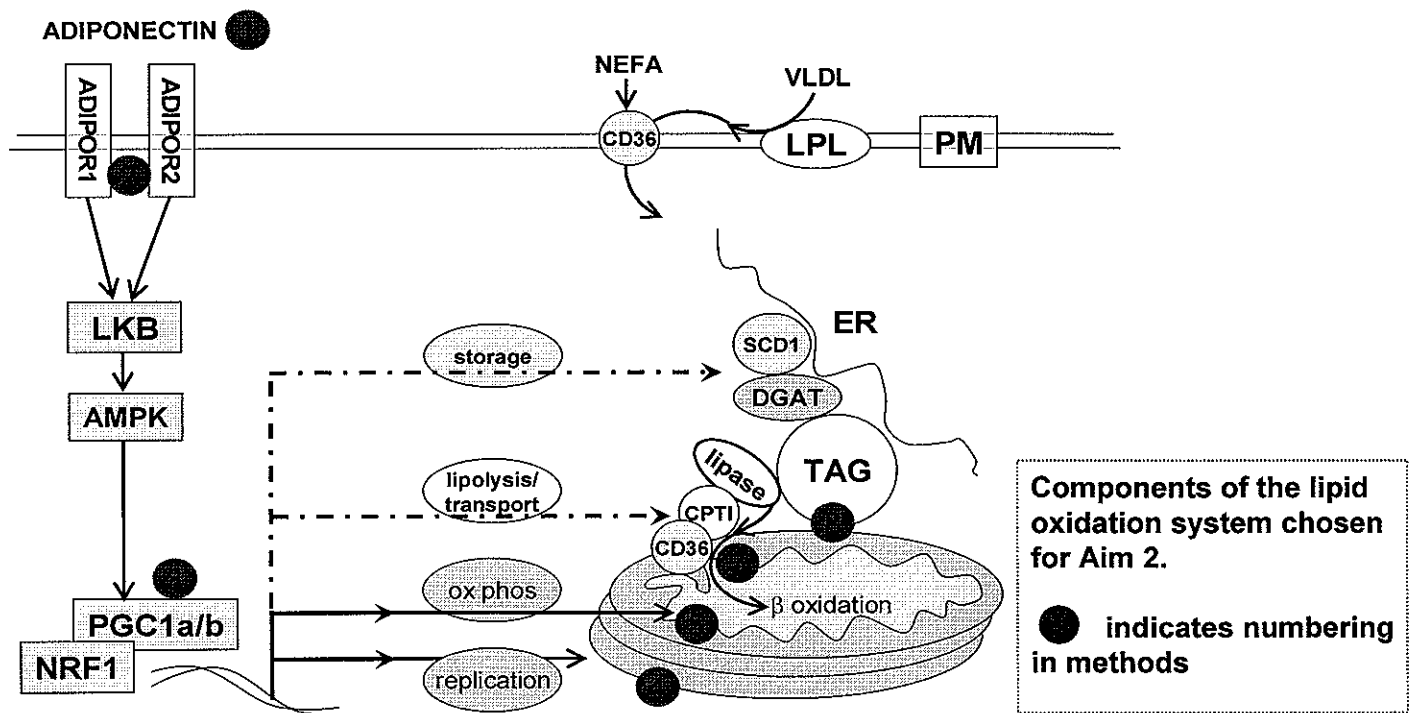 ADIPONECTIN
ADIPOR1
ADIPOR2
NEFA
VLDL
CD36
LPL
PM
LKB
AMPK
PGC1a/b
NRF1
storage
lipolysis/
transport
ox phos
replication
ER
SCD1
DGAT
TAG
lipase
CPTI
CD36
β oxidation
Components of the lipid
oxidation system chosen
for Aim 2.
indicates numbering
in methods